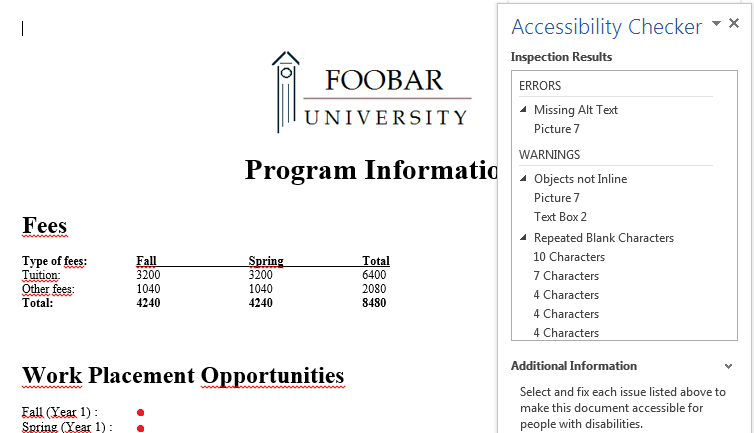 FOOBAR
UNIVERSITY
Program Informatio
Fees
Type of fees: Fall Spring Total
Tuition: 3200 3200 6400
Other fees: 1040 1040 2080
Total: 4240 4240 8480
Work Placement Opportunities
Fall (Year 1) :
Spring (Year 1) :
Accessibility Checker
Inspection Results
ERRORS
Missing Alt Text
Picture 7
WARNINGS
Objects not Inline
Picture 7
Text Box 2
Repeated Blank Characters
10 Characters
7 Characters
4 Characters
4 Characters
4 Characters
Additional Information
Select and fix each issue listed above to
make this document accessible for
people with disabilities.